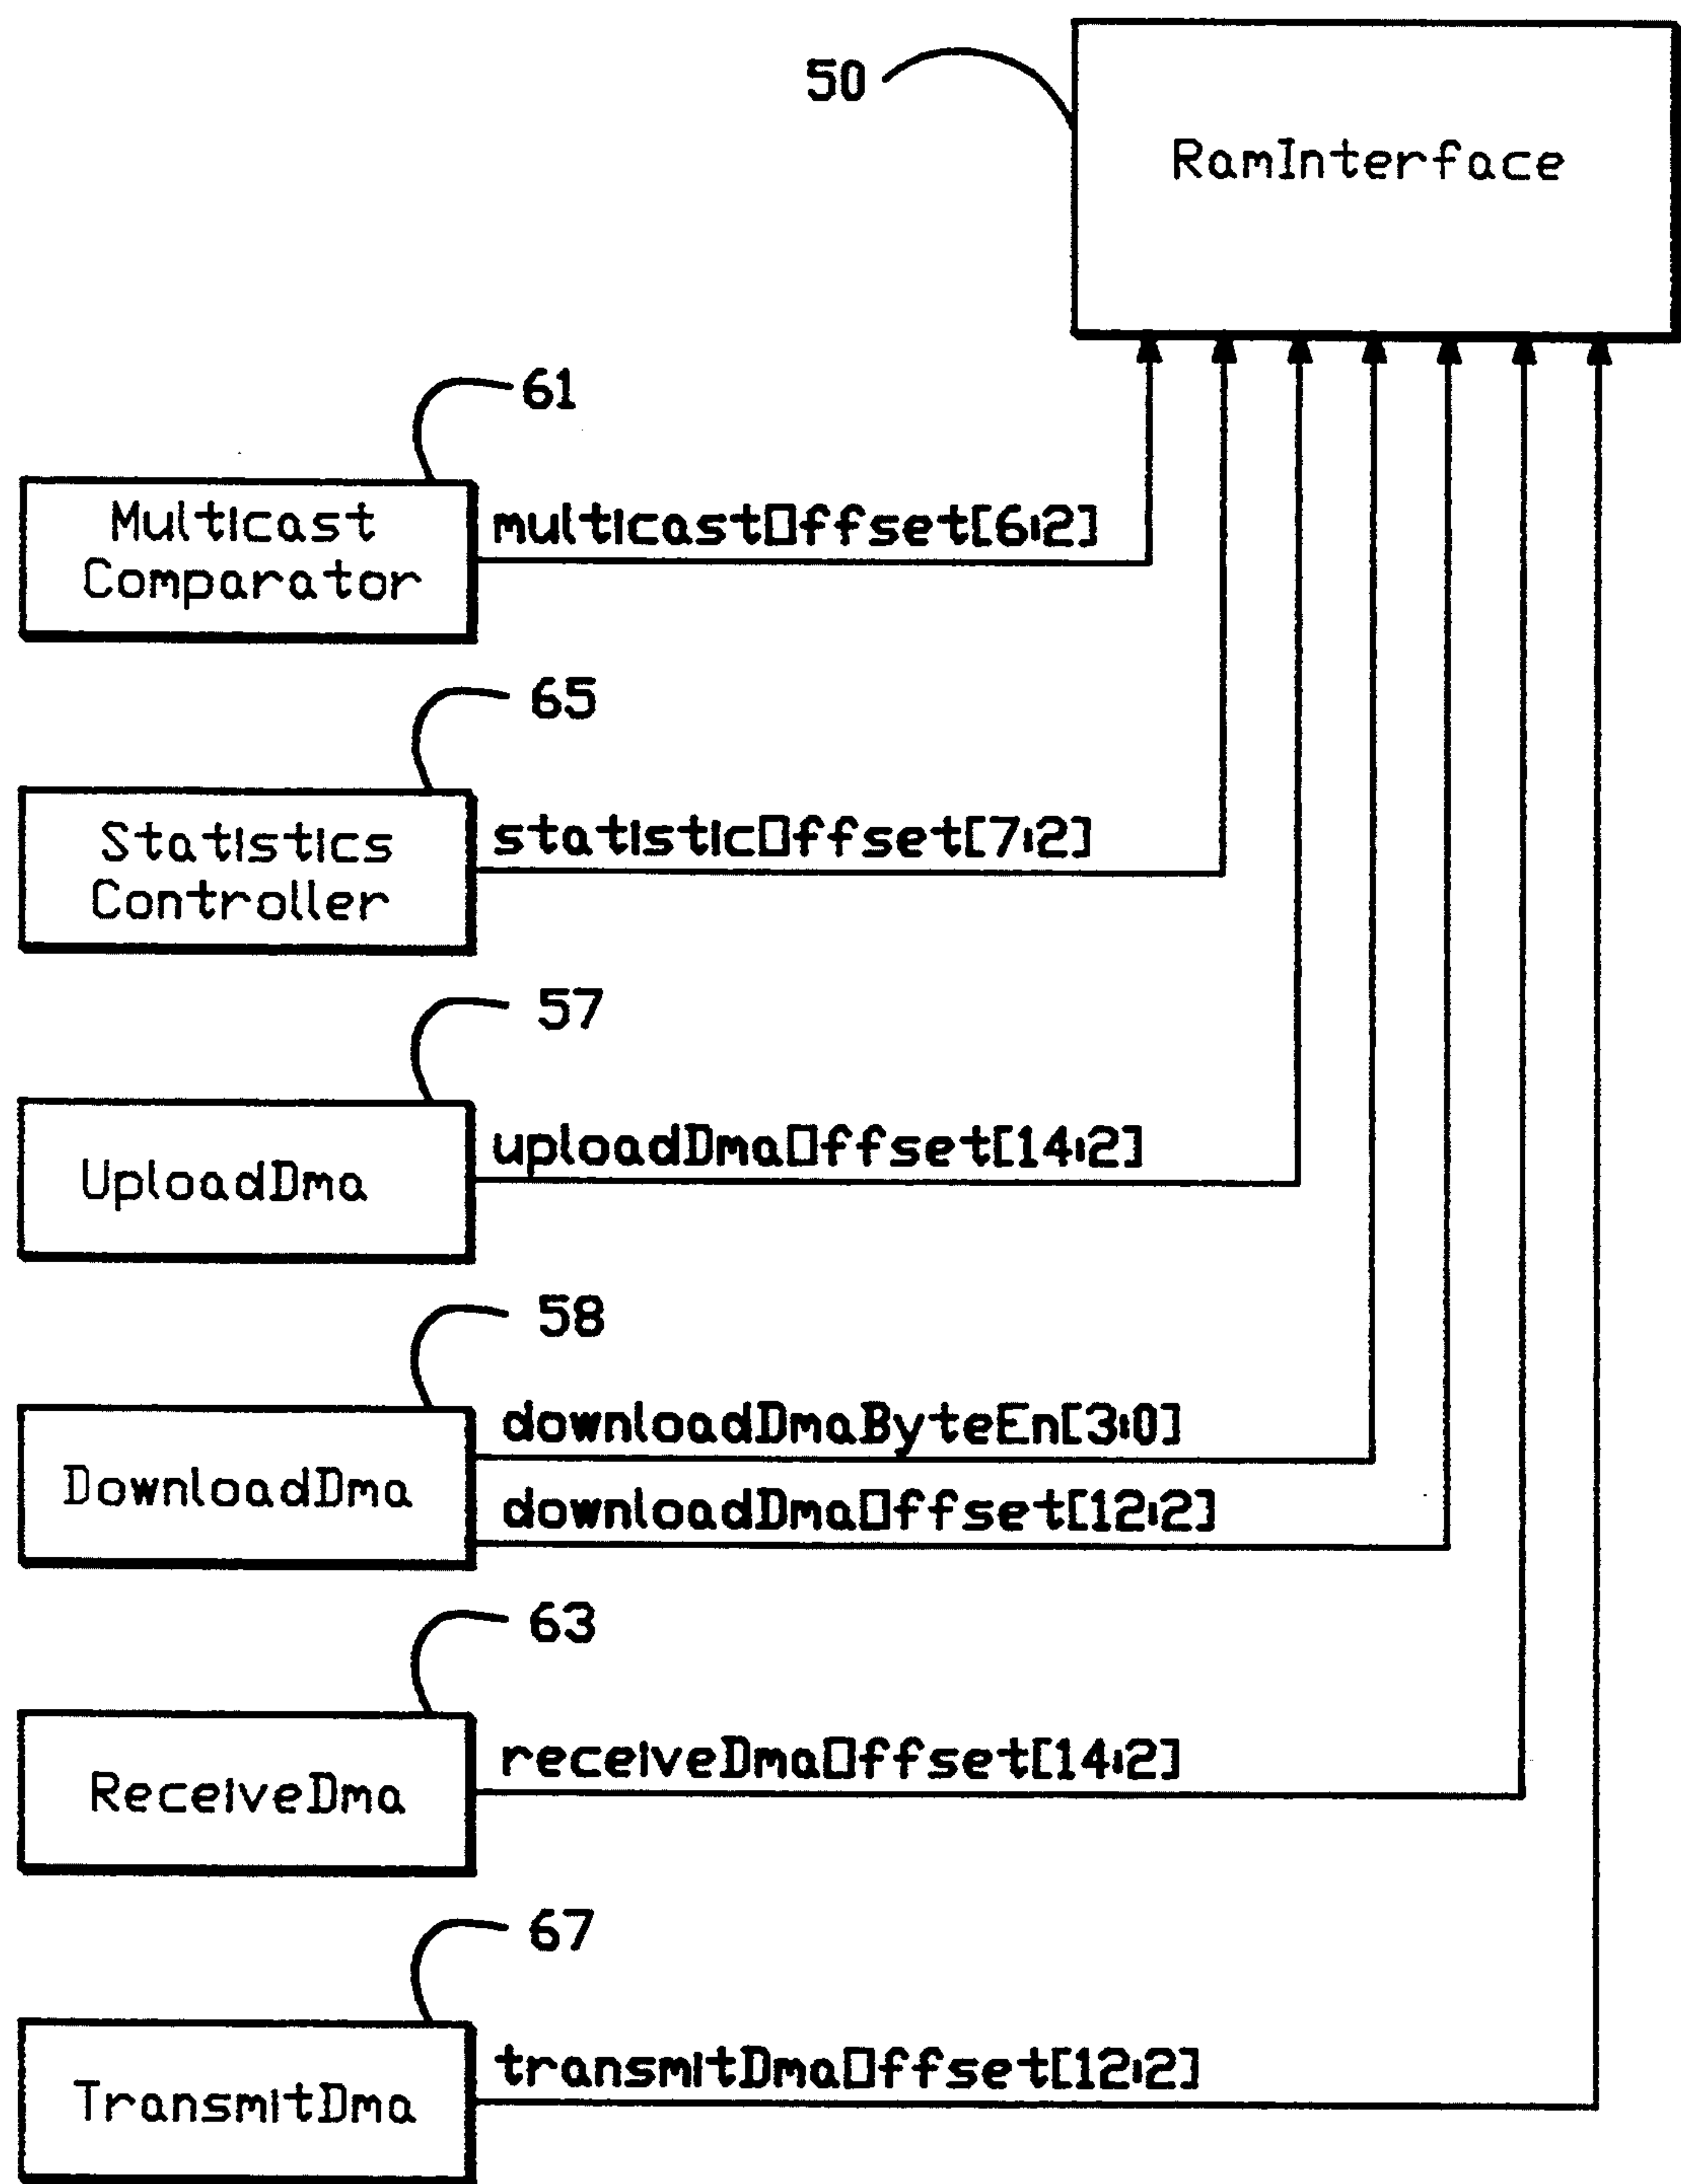 50
RamInterface
61
Multicast
Comparator
multicastOffset[6:2]
65
Statistics
Controller
statisticOffset[7:2]
57
UploadDma
uploadDmaOffset[14:2]
58
DownloadDma
downloadDmaByteEn[3:0]
downloadDmaOffset[12:2]
63
ReceiveDma
receiveDmaOffset[14:2]
67
TransmitDma
transmitDmaOffset[12:2]